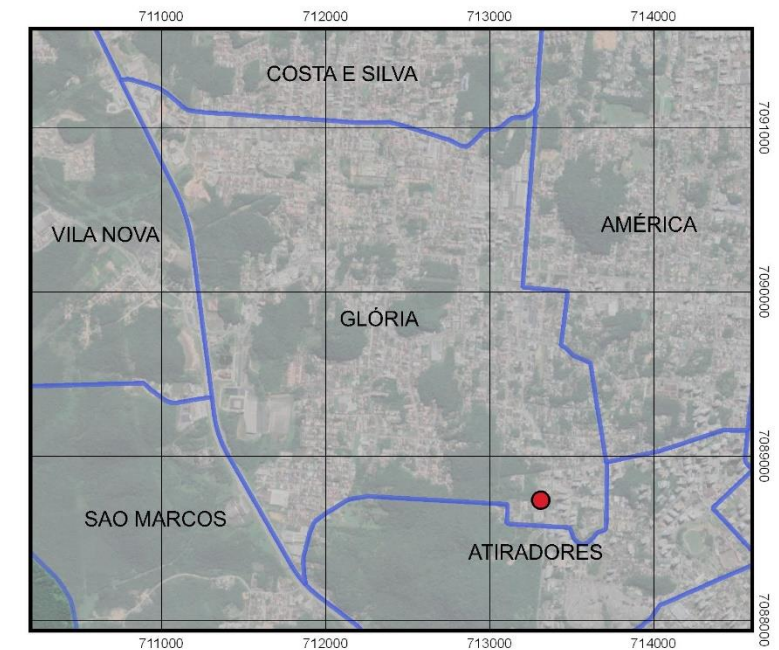 711000 712000 713000 714000
COSTA E SILVA
7091000
VILA NOVA
AMÉRICA
7090000
GLÓRIA
7089000
SAO MARCOS
ATIRADORES
7088000
711000 712000 713000 714000